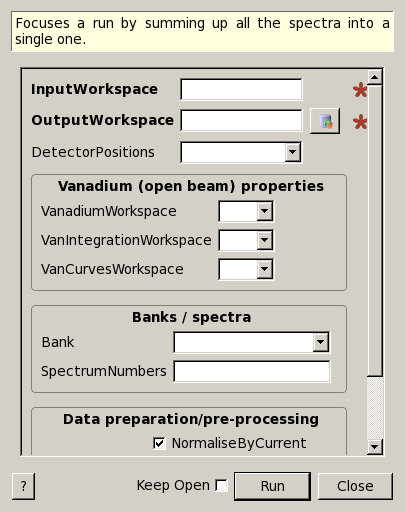 Focuses a run by summing up all the spectra into a
single one.
InputWorkspace
OutputWorkspace
DetectorPositions
Vanadium (open beam) properties
VanadiumWorkspace
VanIntegrationWorkspace
VanCurvesWorkspace
Banks / spectra
Bank
SpectrumNumbers
Data preparation/pre-processing
NormaliseByCurrent
? Keep Open Run Close